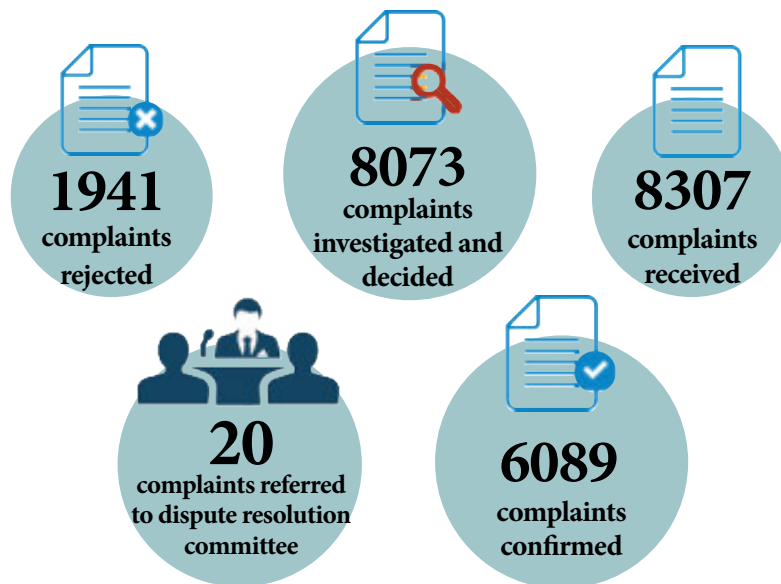 1941
complaints
rejected
8073
complaints
investigated and
decided
8307
complaints
received
20
complaints referred
to dispute resolution
committee
6089
complaints
confirmed